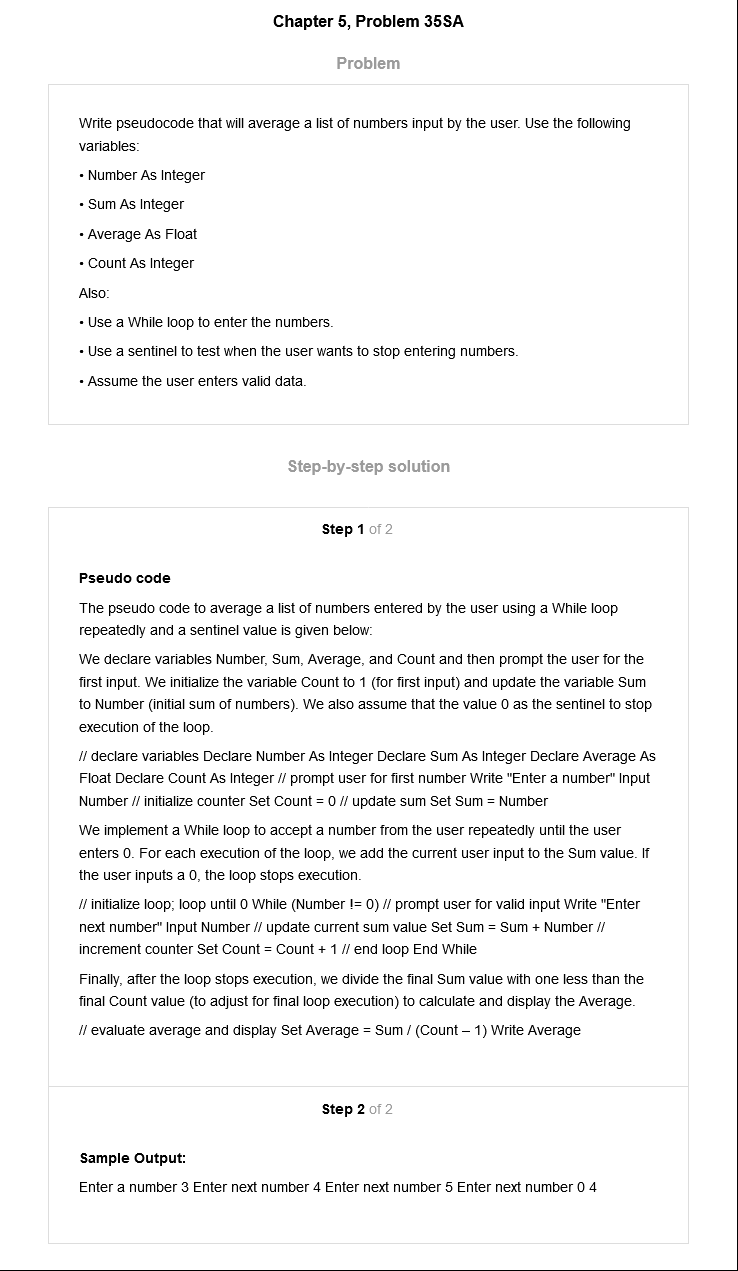 Chapter 5, Problem 35SA
Problem
Write pseudocode that will average a list of numbers input by the user. Use the following
variables:
• Number As Integer
• Sum As Integer
• Average As Float
• Count As Integer
Also:
• Use a While loop to enter the numbers.
• Use a sentinel to test when the user wants to stop entering numbers.
• Assume the user enters valid data.
Step-by-step solution
Step 1 of 2
Pseudo code
The pseudo code to average a list of numbers entered by the user using a While loop
repeatedly and a sentinel value is given below:
We declare variables Number, Sum, Average, and Count and then prompt the user for the
first input. We initialize the variable Count to 1 (for first input) and update the variable Sum
to Number (initial sum of numbers). We also assume that the value 0 as the sentinel to stop
execution of the loop.
// declare variables Declare Number As Integer Declare Sum As Integer Declare Average As
Float Declare Count As Integer // prompt user for first number Write "Enter a number" Input
Number // initialize counter Set Count = 0 // update sum Set Sum = Number
We implement a While loop to accept a number from the user repeatedly until the user
enters 0. For each execution of the loop, we add the current user input to the Sum value. If
the user inputs a 0, the loop stops execution.
// initialize loop; loop until 0 While (Number != 0) // prompt user for valid input Write "Enter
next number" Input Number // update current sum value Set Sum = Sum + Number //
increment counter Set Count = Count + 1 // end loop End While
Finally, after the loop stops execution, we divide the final Sum value with one less than the
final Count value (to adjust for final loop execution) to calculate and display the Average.
// evaluate average and display Set Average = Sum / (Count – 1) Write Average
Step 2 of 2
Sample Output:
Enter a number 3 Enter next number 4 Enter next number 5 Enter next number 0 4